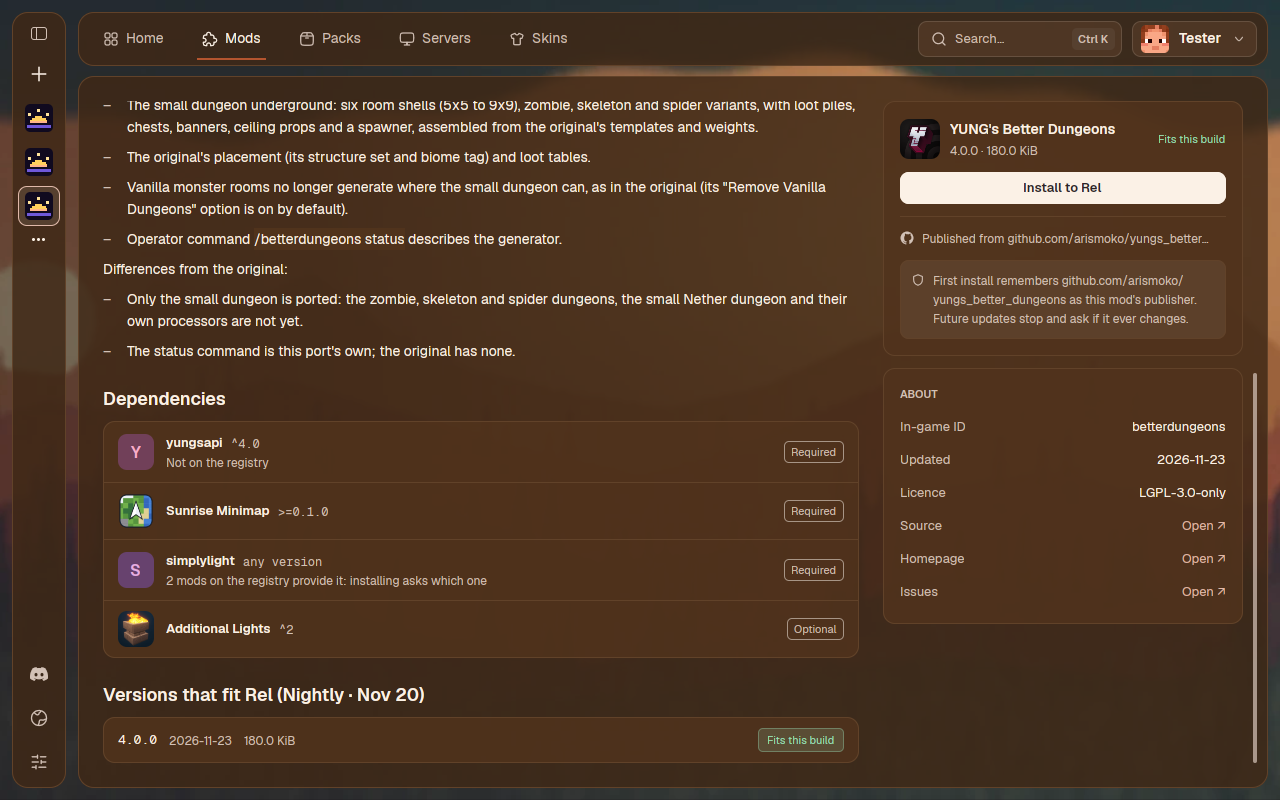 Home
Mods
Packs
Servers
Skins
Search...
Ctrl K
Tester
– The small dungeon underground: six room shells (5x5 to 9x9), zombie, skeleton and spider variants, with loot piles,
chests, banners, ceiling props and a spawner, assembled from the original's templates and weights.
– The original's placement (its structure set and biome tag) and loot tables.
– Vanilla monster rooms no longer generate where the small dungeon can, as in the original (its "Remove Vanilla
Dungeons" option is on by default).
– Operator command /betterdungeons status describes the generator.
Differences from the original:
– Only the small dungeon is ported: the zombie, skeleton and spider dungeons, the small Nether dungeon and their
own processors are not yet.
– The status command is this port's own; the original has none.
Dependencies
Y
yungsapi ^4.0
Not on the registry
Required
Sunrise Minimap >=0.1.0
Required
S
simplylight any version
2 mods on the registry provide it: installing asks which one
Required
Additional Lights ^2
Optional
Versions that fit Rel (Nightly · Nov 20)
4.0.0 2026-11-23 180.0 KiB
Fits this build
YUNG's Better Dungeons
4.0.0 · 180.0 KiB
Fits this build
Install to Rel
Published from github.com/arismoko/yungs_better...
First install remembers github.com/arismoko/
yungs_better_dungeons as this mod's publisher.
Future updates stop and ask if it ever changes.
ABOUT
In-game ID betterdungeons
Updated 2026-11-23
Licence LGPL-3.0-only
Source Open ↗
Homepage Open ↗
Issues Open ↗